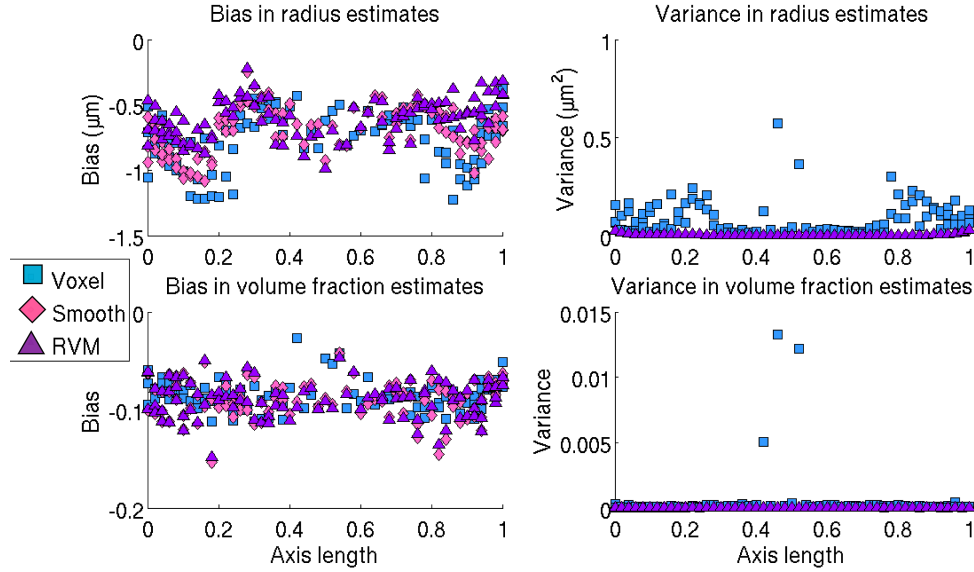 Bias in radius estimates
0
-0.5
-1
-1.5
Bias (μm)
0 0.2 0.4 0.6 0.8 1
Variance in radius estimates
1
0.5
0
Variance (μm²)
0 0.2 0.4 0.6 0.8 1
Voxel
Smooth
RVM
Bias in volume fraction estimates
0
-0.1
-0.2
Bias
0 0.2 0.4 0.6 0.8 1
Axis length
Variance in volume fraction estimates
0.015
0.01
0.005
0
Variance
0 0.2 0.4 0.6 0.8 1
Axis length